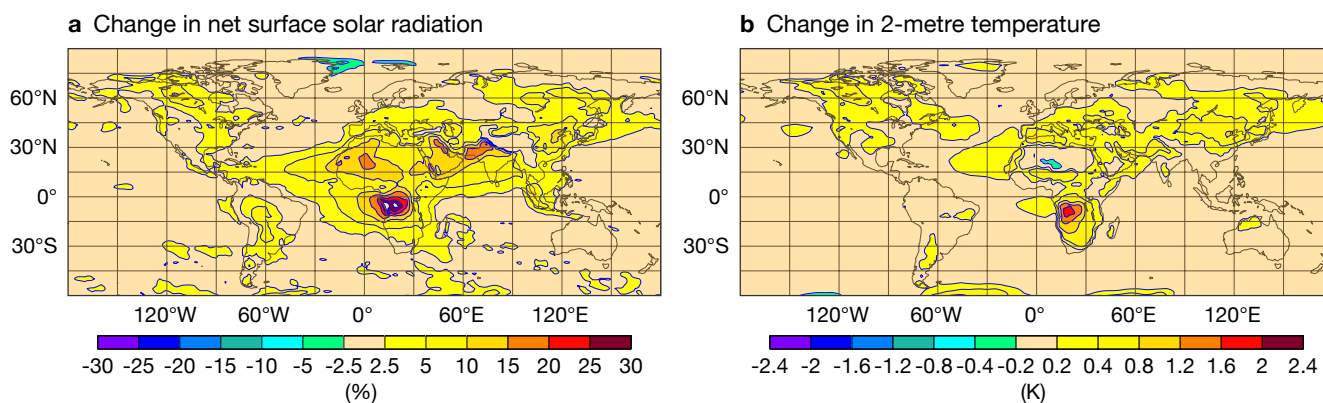 a Change in net surface solar radiation
b Change in 2-metre temperature
60°N
30°N
0°
30°S
120°W 60°W 0° 60°E 120°E
-30 -25 -20 -15 -10 -5 -2.5 2.5 5 10 15 20 25 30
(%)
60°N
30°N
0°
30°S
120°W 60°W 0° 60°E 120°E
-2.4 -2 -1.6 -1.2 -0.8 -0.4 -0.2 0.2 0.4 0.8 1.2 1.6 2 2.4
(K)